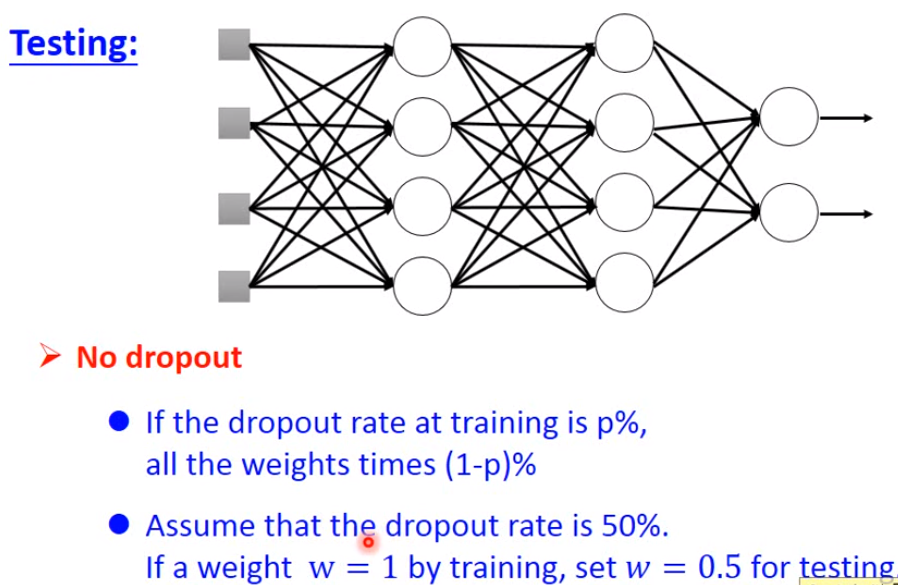 Testing:
➢ No dropout
● If the dropout rate at training is p%,
all the weights times (1-p)%
● Assume that the dropout rate is 50%.
If a weight w = 1 by training, set 𝑤 = 0.5 for testing.